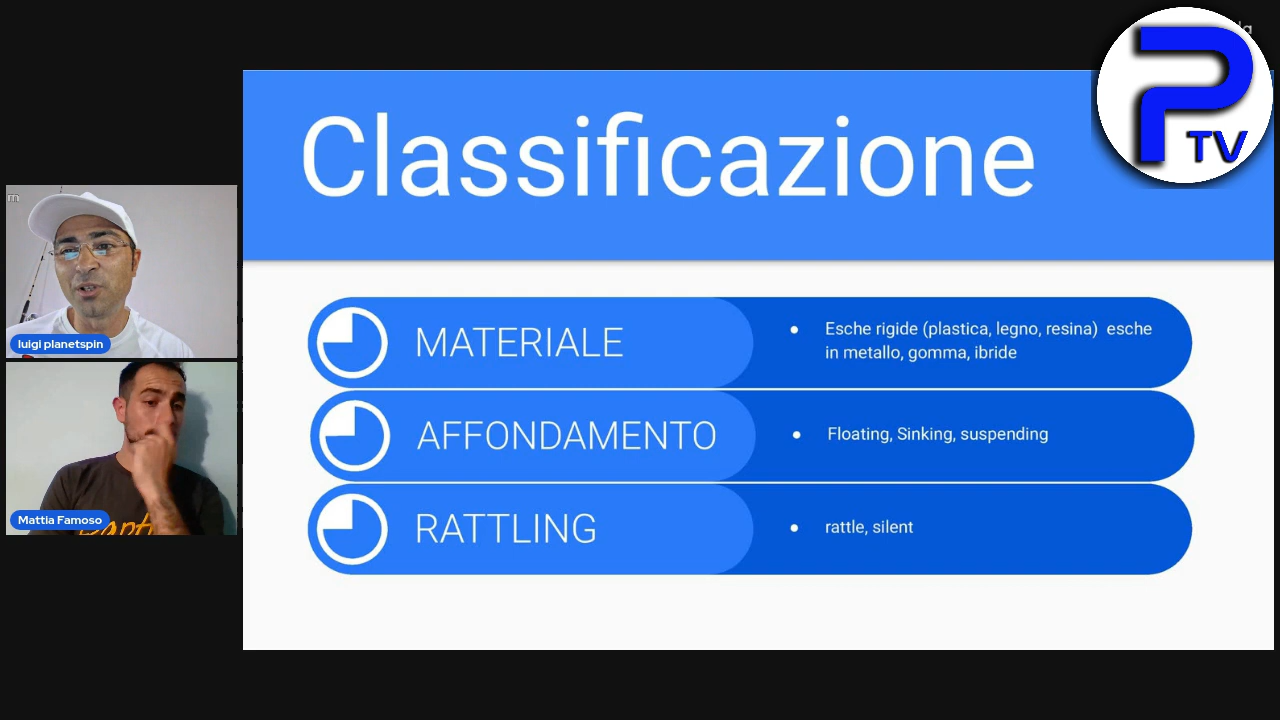 Classificazione
P
TV
luigi planetspin
Mattia Famoso
MATERIALE
Esche rigide (plastica, legno, resina) esche
in metallo, gomma, ibride
AFFONDAMENTO
Floating, Sinking, suspending
RATTLING
rattle, silent